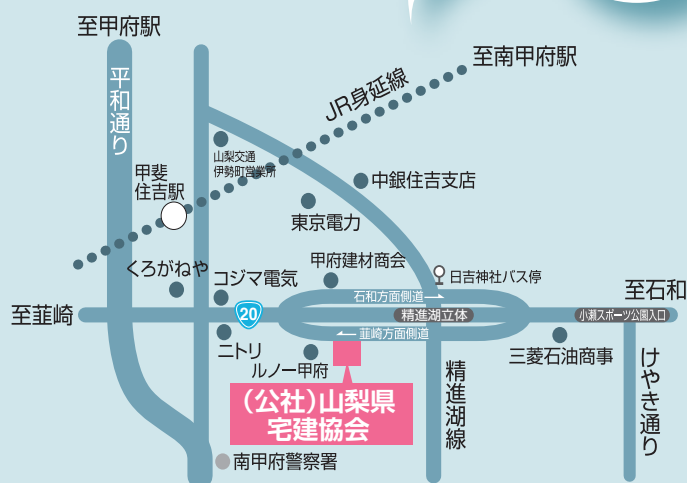 至甲府駅
至南甲府駅
平和通り
JR身延線
山梨交通
伊勢町営業所
甲斐
住吉駅
中銀住吉支店
東京電力
くろがねや
コジマ電気
甲府建材商会
日吉神社バス停
至石和
石和方面側道→
至韮崎
20
精進湖立体
小瀬スポーツ公園入口
←韮崎方面側道
ニトリ
ルノー甲府
三菱石油商事
精進湖線
けやき通り
(公社)山梨県
宅建協会
南甲府警察署